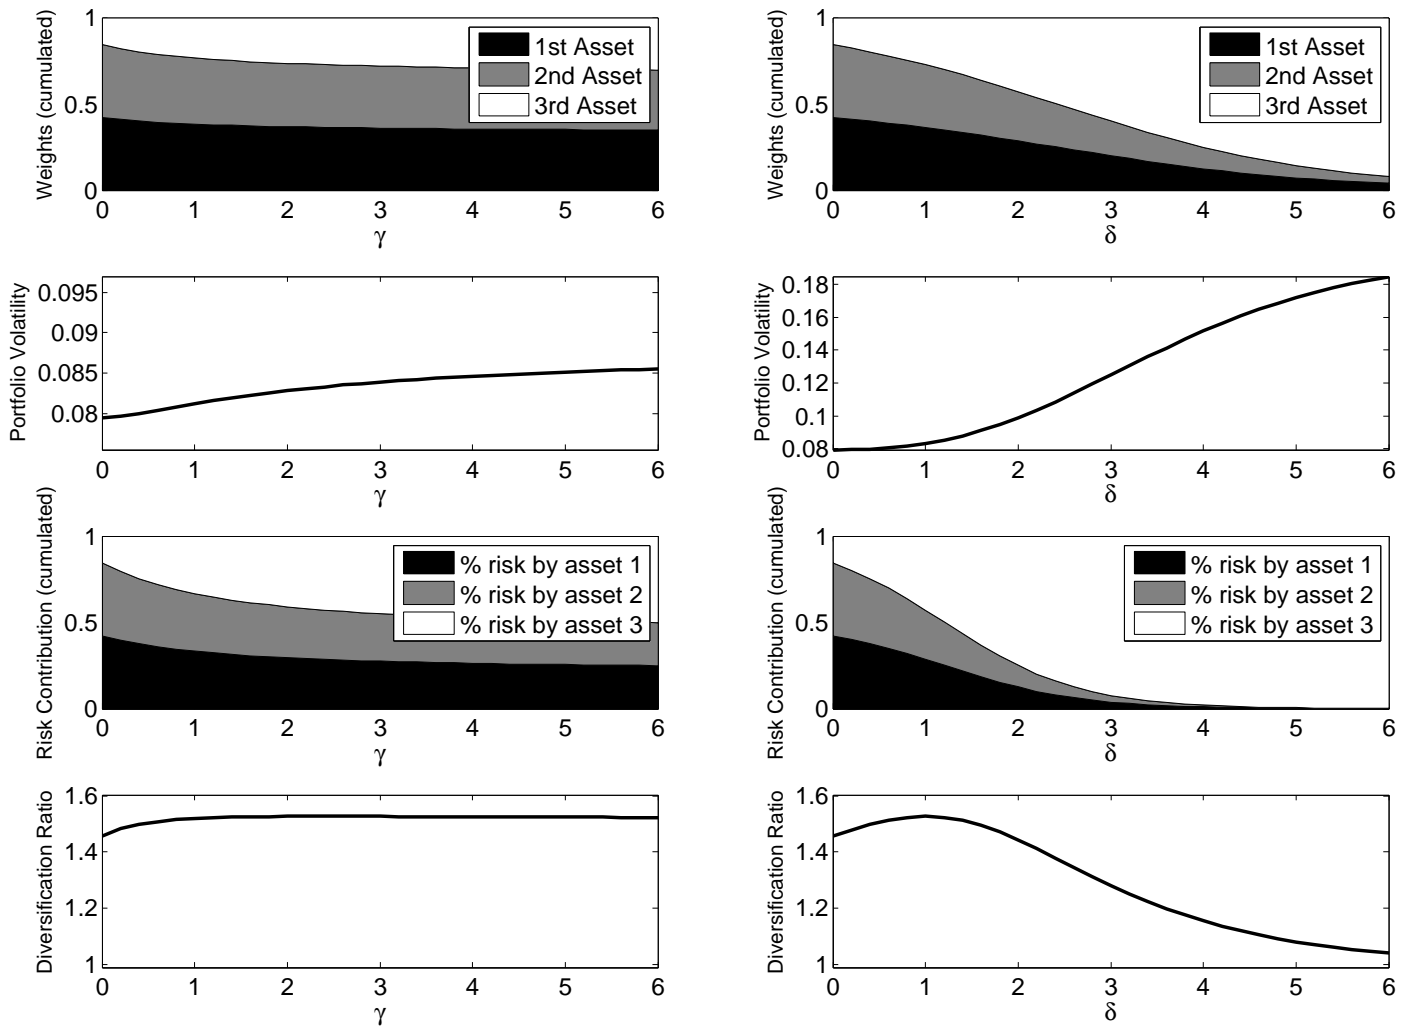 Weights (cumulated)
1
0.5
0
1st Asset
2nd Asset
3rd Asset
0 1 2 3 4 5 6
γ
Weights (cumulated)
1
0.5
0
1st Asset
2nd Asset
3rd Asset
0 1 2 3 4 5 6
δ
Portfolio Volatility
0.095
0.09
0.085
0.08
0 1 2 3 4 5 6
γ
Portfolio Volatility
0.18
0.16
0.14
0.12
0.1
0.08
0 1 2 3 4 5 6
δ
Risk Contribution (cumulated)
1
0.5
0
% risk by asset 1
% risk by asset 2
% risk by asset 3
0 1 2 3 4 5 6
γ
Risk Contribution (cumulated)
1
0.5
0
% risk by asset 1
% risk by asset 2
% risk by asset 3
0 1 2 3 4 5 6
δ
Diversification Ratio
1.6
1.4
1.2
1
0 1 2 3 4 5 6
γ
Diversification Ratio
1.6
1.4
1.2
1
0 1 2 3 4 5 6
δ